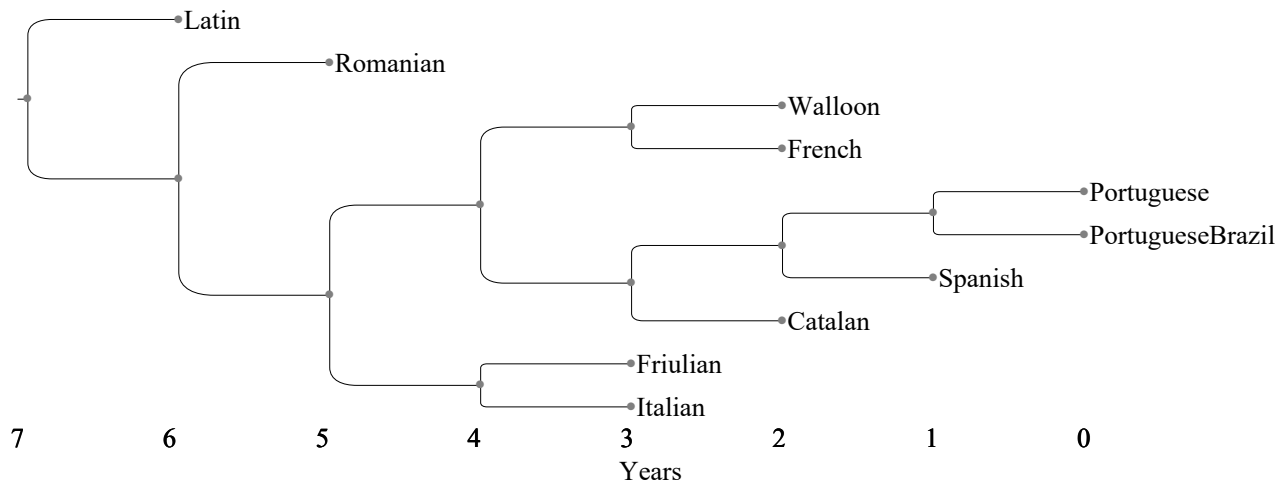 Latin
Romanian
Walloon
French
Portuguese
PortugueseBrazil
Spanish
Catalan
Friulian
Italian
7 6 5 4 3 2 1 0
Years